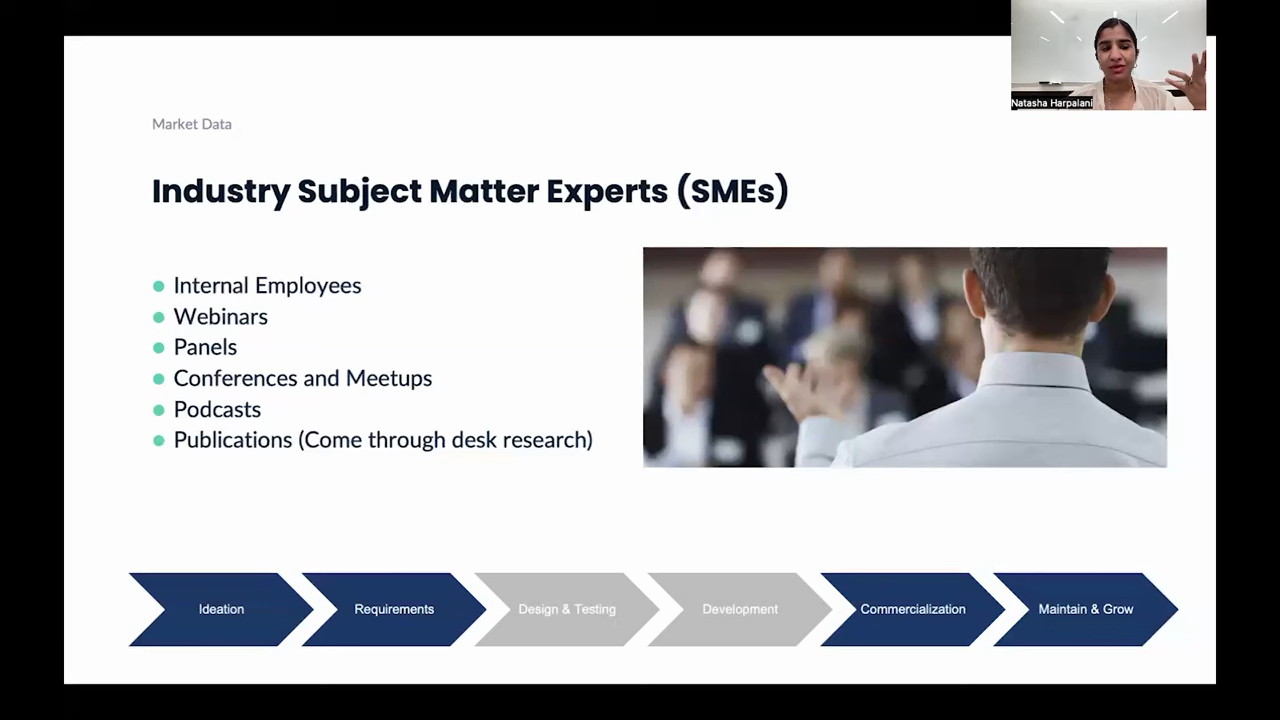 Natasha Harpalani
Market Data
Industry Subject Matter Experts (SMEs)
Internal Employees
Webinars
Panels
Conferences and Meetups
Podcasts
Publications (Come through desk research)
Ideation
Requirements
Design & Testing
Development
Commercialization
Maintain & Grow